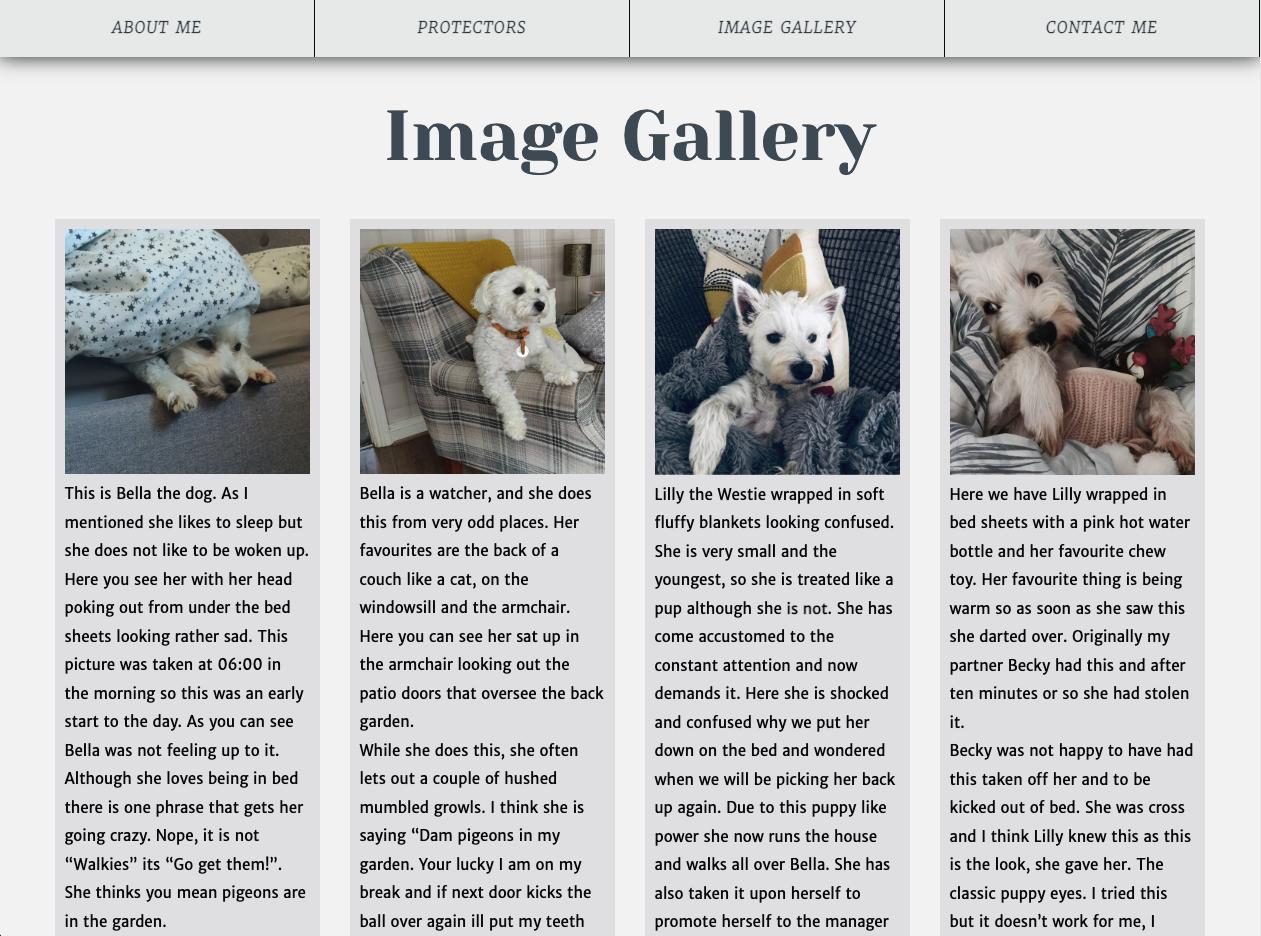 ABOUT ME
PROTECTORS
IMAGE GALLERY
CONTACT ME
Image Gallery
This is Bella the dog. As I
mentioned she likes to sleep but
she does not like to be woken up.
Here you see her with her head
poking out from under the bed
sheets looking rather sad. This
picture was taken at 06:00 in
the morning so this was an early
start to the day. As you can see
Bella was not feeling up to it.
Although she loves being in bed
there is one phrase that gets her
going crazy. Nope, it is not
“Walkies” its “Go get them!”.
She thinks you mean pigeons are
in the garden.
Bella is a watcher, and she does
this from very odd places. Her
favourites are the back of a
couch like a cat, on the
windowsill and the armchair.
Here you can see her sat up in
the armchair looking out the
patio doors that oversee the back
garden.
While she does this, she often
lets out a couple of hushed
mumbled growls. I think she is
saying “Dam pigeons in my
garden. Your lucky I am on my
break and if next door kicks the
ball over again ill put my teeth
Lilly the Westie wrapped in soft
fluffy blankets looking confused.
She is very small and the
youngest, so she is treated like a
pup although she is not. She has
come accustomed to the
constant attention and now
demands it. Here she is shocked
and confused why we put her
down on the bed and wondered
when we will be picking her back
up again. Due to this puppy like
power she now runs the house
and walks all over Bella. She has
also taken it upon herself to
promote herself to the manager
Here we have Lilly wrapped in
bed sheets with a pink hot water
bottle and her favourite chew
toy. Her favourite thing is being
warm so as soon as she saw this
she darted over. Originally my
partner Becky had this and after
ten minutes or so she had stolen
it.
Becky was not happy to have had
this taken off her and to be
kicked out of bed. She was cross
and I think Lilly knew this as this
is the look, she gave her. The
classic puppy eyes. I tried this
but it doesn’t work for me, I